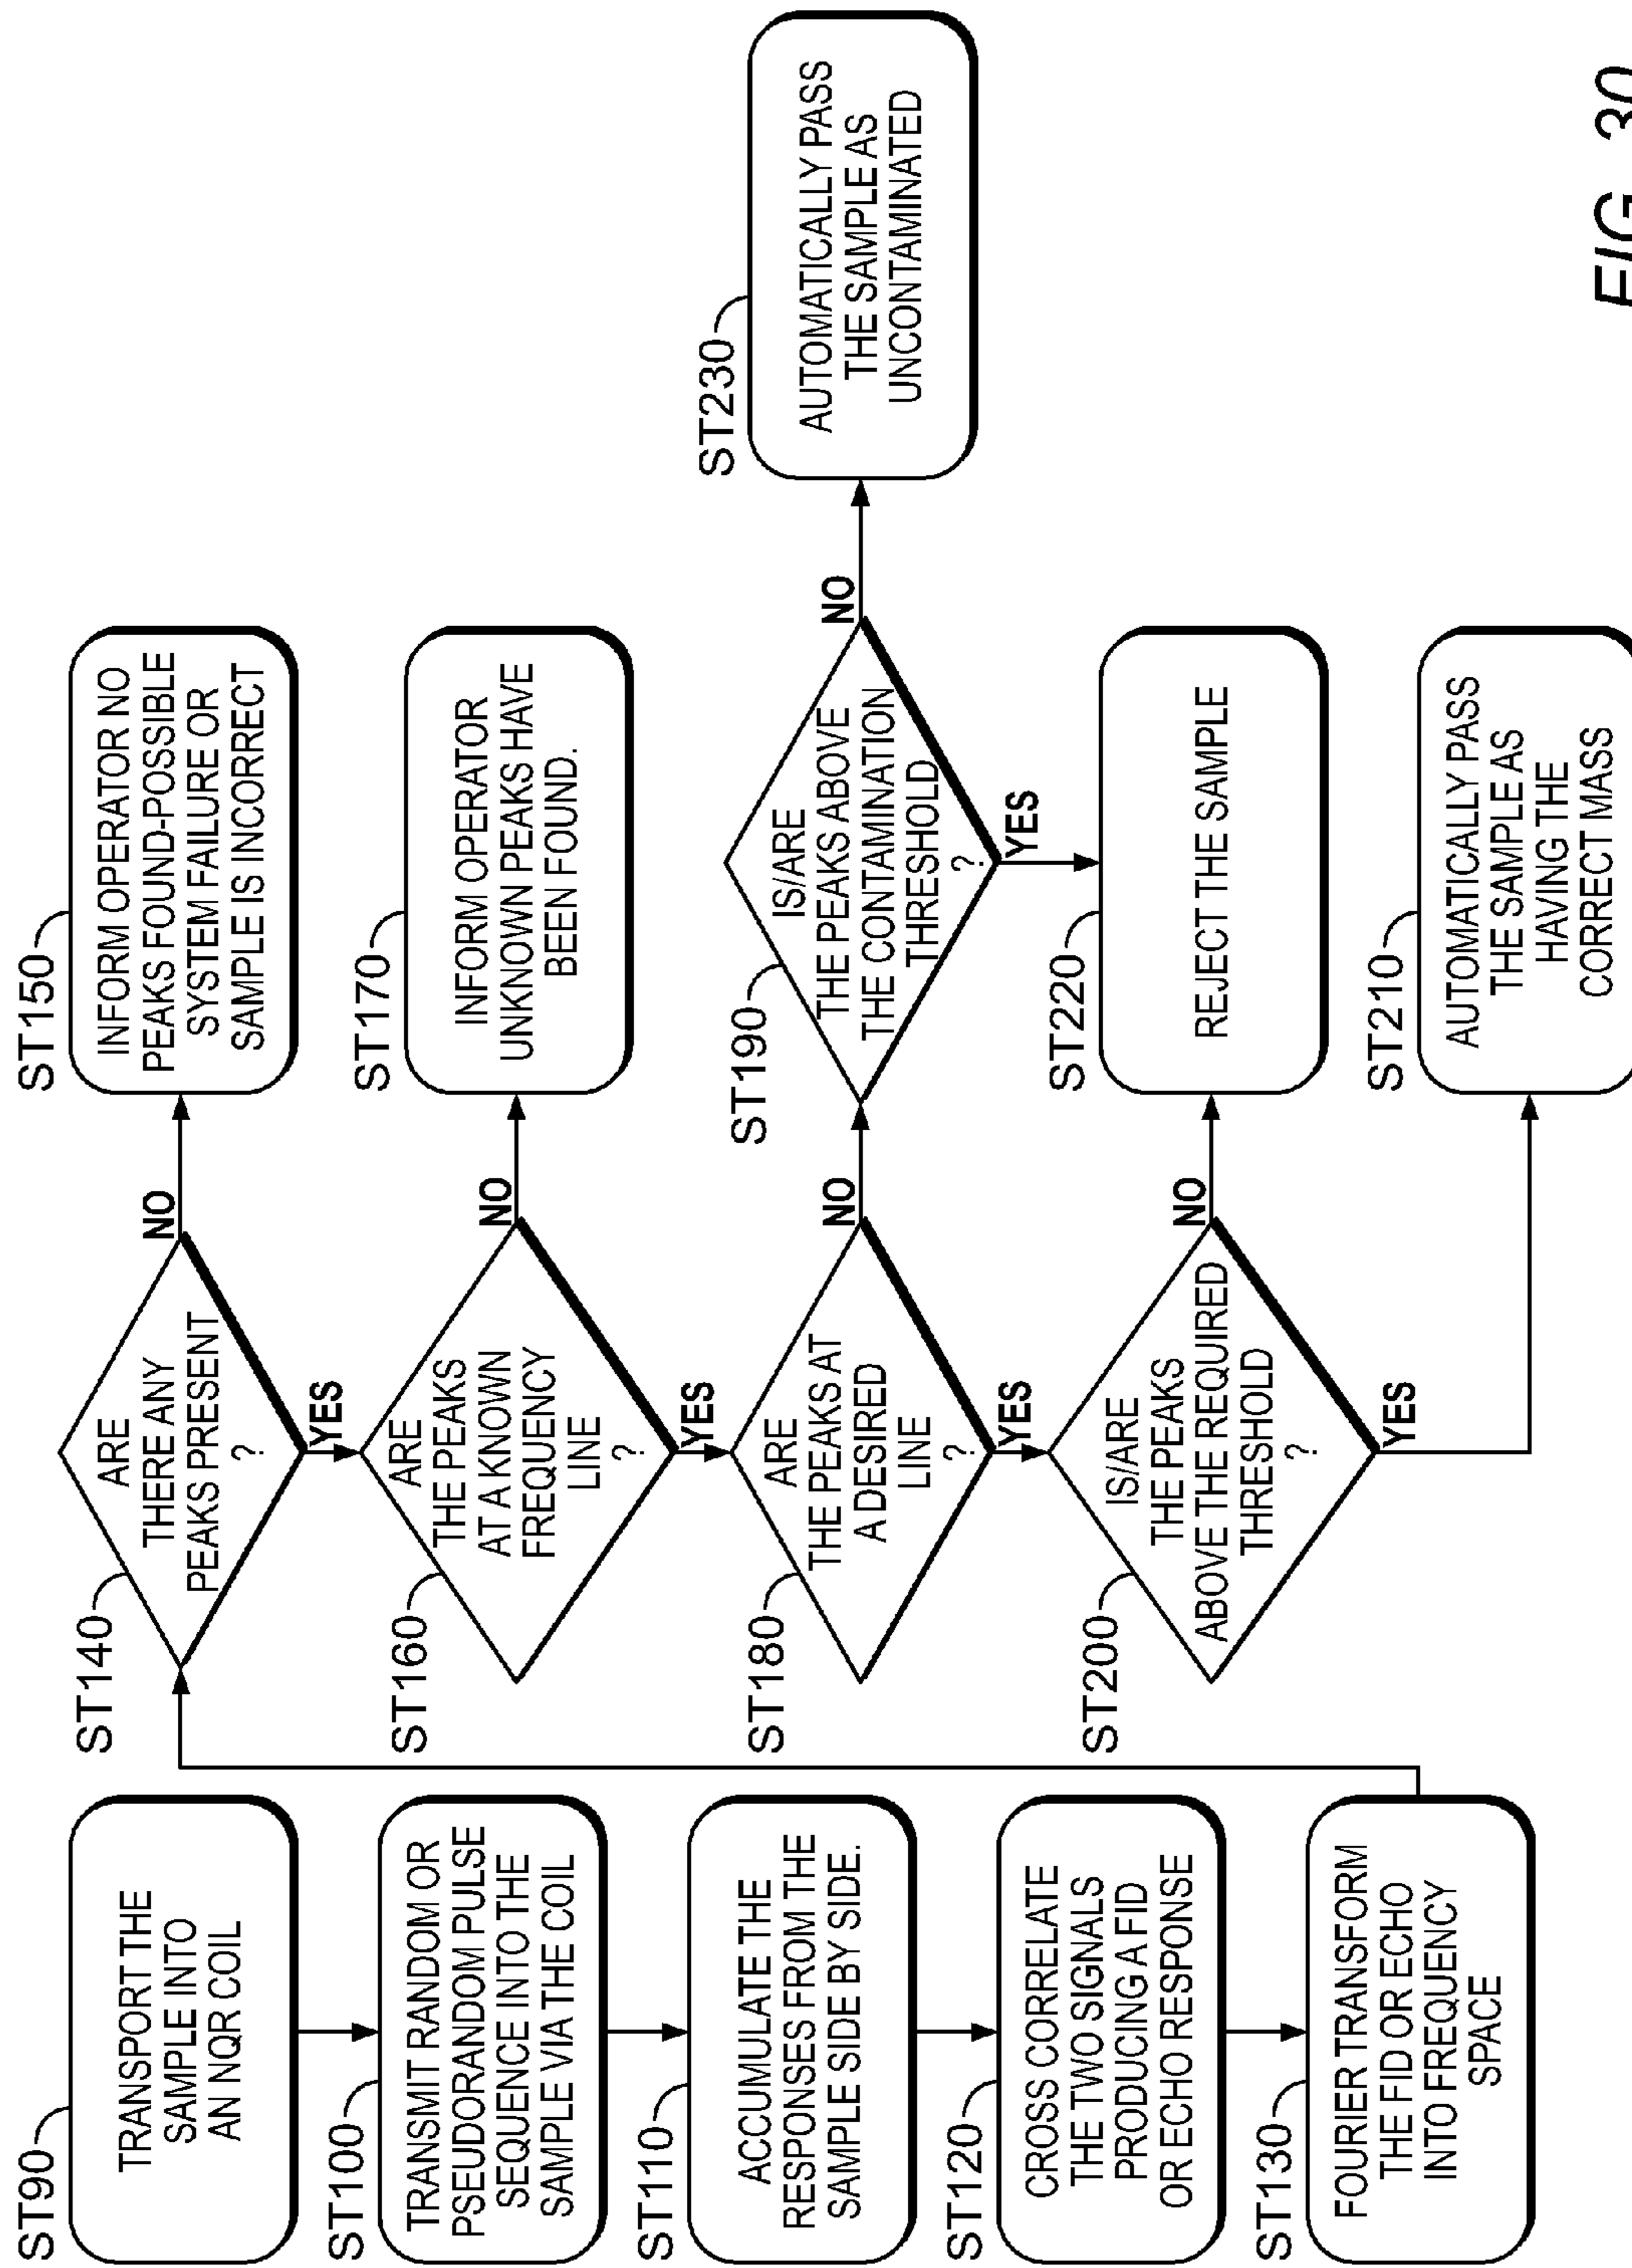 ST90
TRANSPORT THE
SAMPLE INTO
AN NQR COIL
ST100
TRANSMIT RANDOM OR
PSEUDORANDOM PULSE
SEQUENCE INTO THE
SAMPLE VIA THE COIL
ST110
ACCUMULATE THE
RESPONSES FROM THE
SAMPLE SIDE BY SIDE.
ST120
CROSS CORRELATE
THE TWO SIGNALS
PRODUCING A FID
OR ECHO RESPONSE
ST130
FOURIER TRANSFORM
THE FID OR ECHO
INTO FREQUENCY
SPACE
ST140
ARE
THERE ANY
PEAKS PRESENT
?
NO
YES
ST150
INFORM OPERATOR NO
PEAKS FOUND-POSSIBLE
SYSTEM FAILURE OR
SAMPLE IS INCORRECT
ST160
ARE
THE PEAKS
AT A KNOWN
FREQUENCY
LINE
?
NO
YES
ST170
INFORM OPERATOR
UNKNOWN PEAKS HAVE
BEEN FOUND.
ST180
ARE
THE PEAKS AT
A DESIRED
LINE
?
NO
YES
ST190
IS/ARE
THE PEAKS ABOVE
THE CONTAMINATION
THRESHOLD
?
NO
YES
ST230
AUTOMATICALLY PASS
THE SAMPLE AS
UNCONTAMINATED
ST200
IS/ARE
THE PEAKS
ABOVE THE REQUIRED
THRESHOLD
?
NO
YES
ST220
REJECT THE SAMPLE
ST210
AUTOMATICALLY PASS
THE SAMPLE AS
HAVING THE
CORRECT MASS
FIG. 30